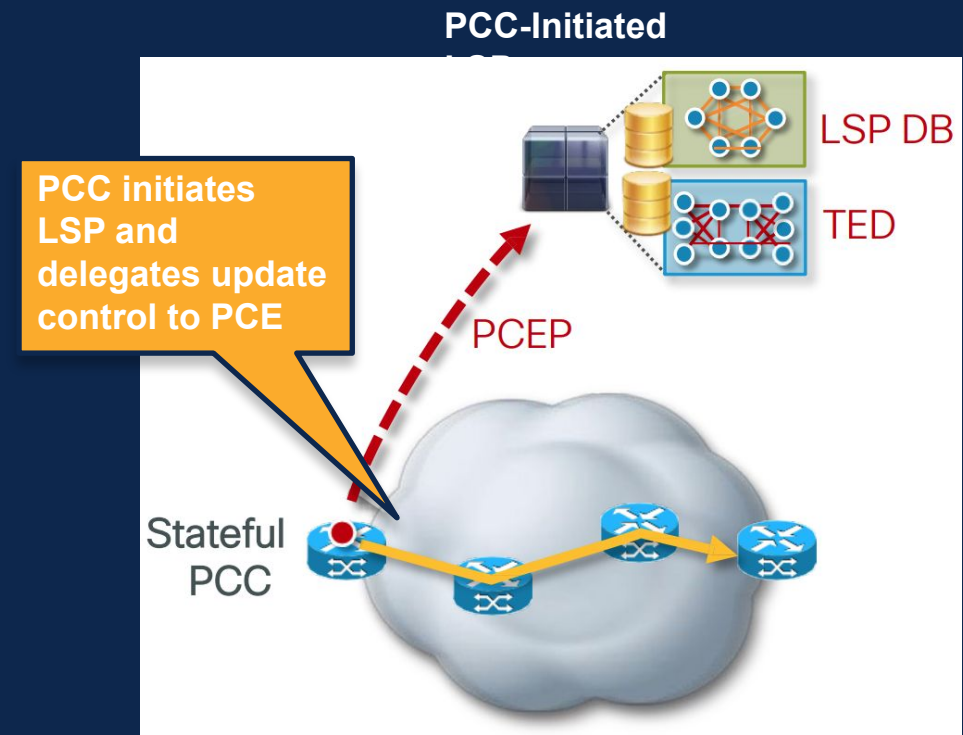 PCC-Initiated
LSP DB
PCC initiates
LSP and
delegates update
control to PCE
TED
PCEP
Stateful
PCC